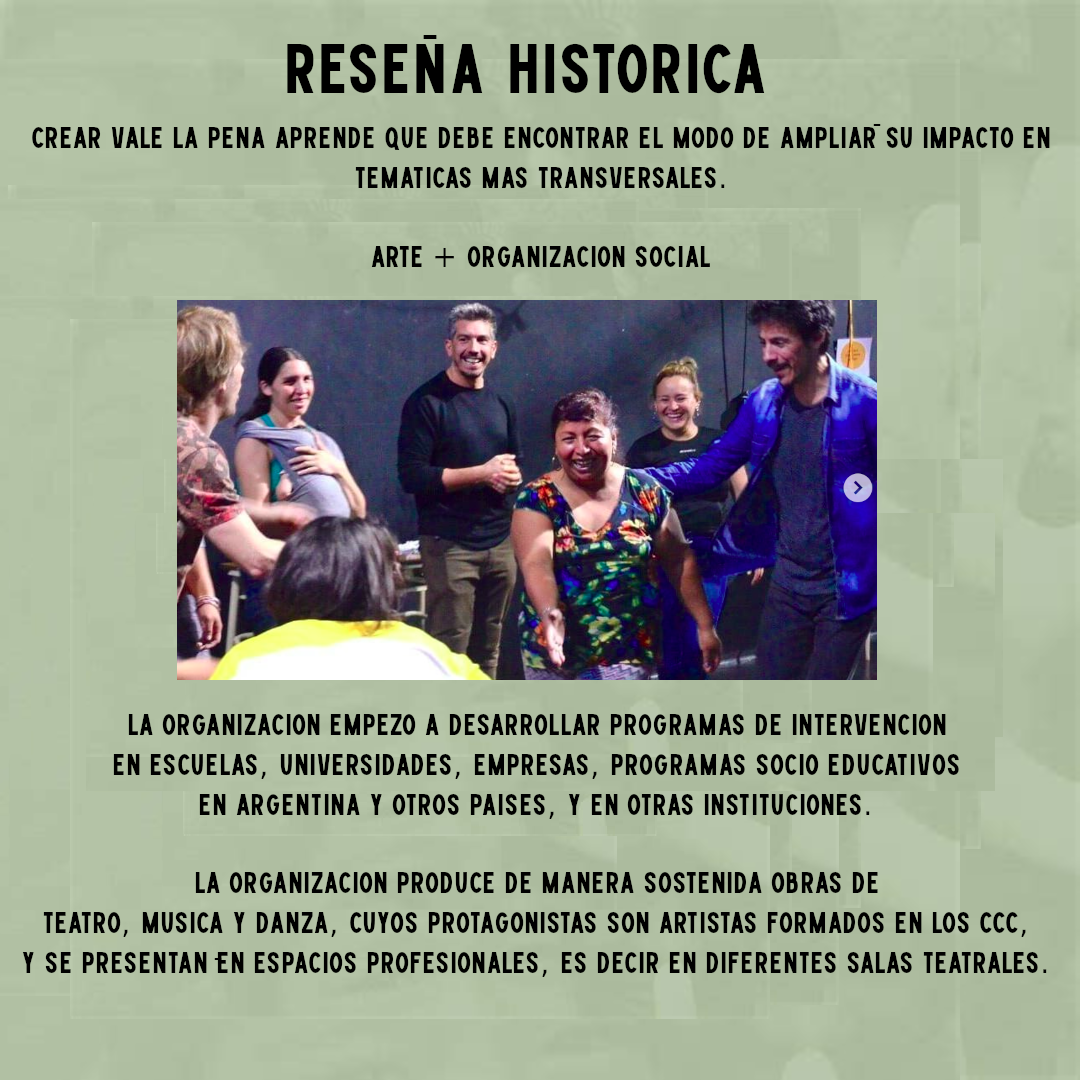 RESEÑA HISTORICA
CREAR VALE LA PENA APRENDE QUE DEBE ENCONTRAR EL MODO DE AMPLIAR SU IMPACTO EN
TEMATICAS MAS TRANSVERSALES.
ARTE + ORGANIZACION SOCIAL
LA ORGANIZACION EMPEZO A DESARROLLAR PROGRAMAS DE INTERVENCION
EN ESCUELAS, UNIVERSIDADES, EMPRESAS, PROGRAMAS SOCIO EDUCATIVOS
EN ARGENTINA Y OTROS PAISES, Y EN OTRAS INSTITUCIONES.
LA ORGANIZACION PRODUCE DE MANERA SOSTENIDA OBRAS DE
TEATRO, MUSICA Y DANZA, CUYOS PROTAGONISTAS SON ARTISTAS FORMADOS EN LOS CCC,
Y SE PRESENTAN EN ESPACIOS PROFESIONALES, ES DECIR EN DIFERENTES SALAS TEATRALES.